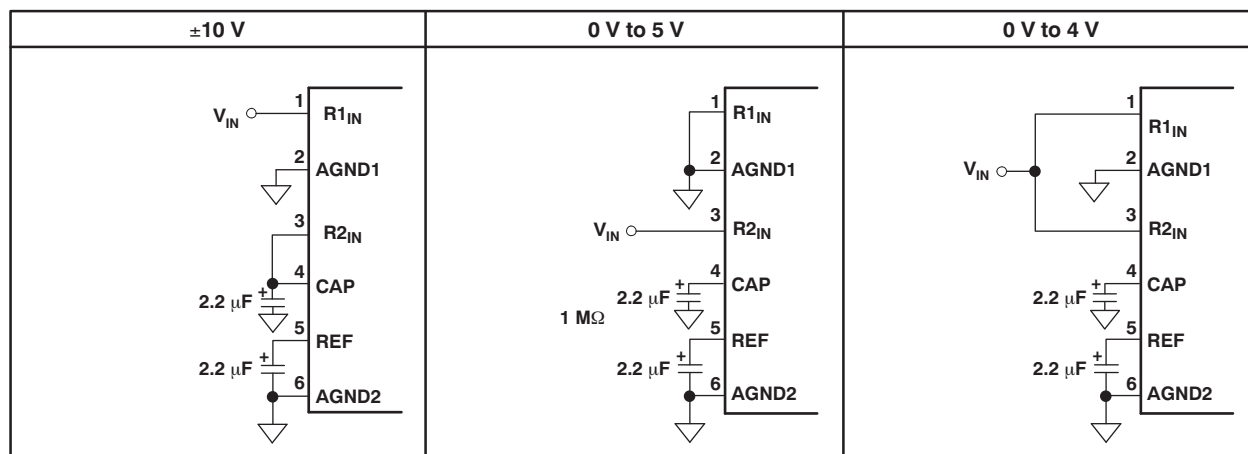 ±10 V
0 V to 5 V
0 V to 4 V
1
V_IN
R1_IN
2
AGND1
3
R2_IN
4
CAP
2.2 μF
+
5
REF
2.2 μF
+
6
AGND2
1
R1_IN
2
AGND1
3
V_IN
R2_IN
4
CAP
2.2 μF
+
1 MΩ
5
REF
2.2 μF
+
6
AGND2
1
R1_IN
2
V_IN
AGND1
3
R2_IN
4
CAP
2.2 μF
+
5
REF
2.2 μF
+
6
AGND2